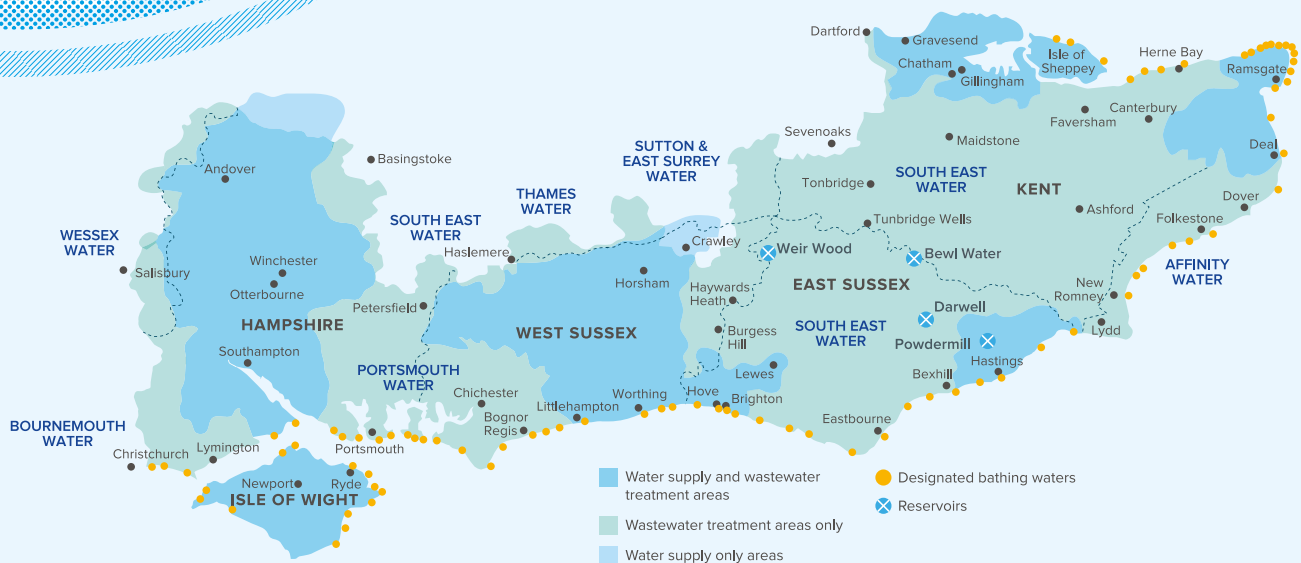 Dartford
Gravesend
Chatham
Gillingham
Isle of
Sheppey
Herne Bay
Ramsgate
Canterbury
Faversham
Sevenoaks
Maidstone
Deal
SUTTON &
EAST SURREY
WATER
Basingstoke
Andover
THAMES
WATER
Tonbridge
SOUTH EAST
WATER
KENT
Dover
Ashford
Folkestone
SOUTH EAST
WATER
Tunbridge Wells
WESSEX
WATER
Haslemere
Crawley
Weir Wood
Bewl Water
AFFINITY
WATER
Salisbury
Winchester
Otterbourne
Horsham
Haywards
Heath
EAST SUSSEX
New
Romney
Petersfield
Darwell
HAMPSHIRE
WEST SUSSEX
Burgess
Hill
SOUTH EAST
WATER
Powdermill
Lydd
Southampton
PORTSMOUTH
WATER
Lewes
Hastings
Bexhill
Chichester
Worthing
Hove
Brighton
Littlehampton
Bognor
Regis
Eastbourne
BOURNEMOUTH
WATER
Christchurch
Lymington
Portsmouth
Newport
Ryde
ISLE OF WIGHT
Water supply and wastewater
treatment areas
Wastewater treatment areas only
Water supply only areas
Designated bathing waters
Reservoirs